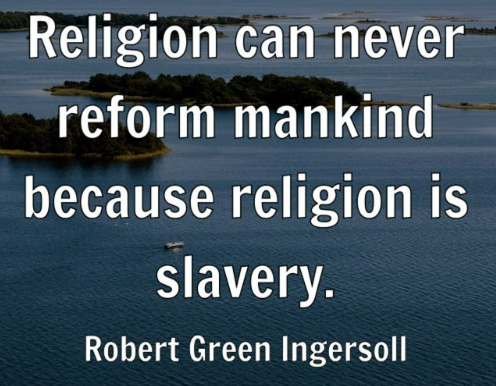 Religion can never
reform mankind
because religion is
slavery.
Robert Green Ingersoll